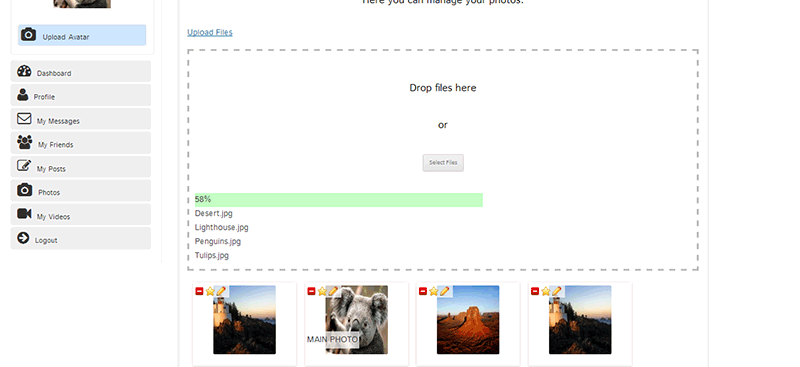 Here you can manage your photos.
Upload Avatar
Dashboard
Profile
My Messages
My Friends
My Posts
Photos
My Videos
Logout
Upload Files
Drop files here
or
Select Files
58%
Desert.jpg
Lighthouse.jpg
Penguins.jpg
Tulips.jpg
MAIN PHOTO